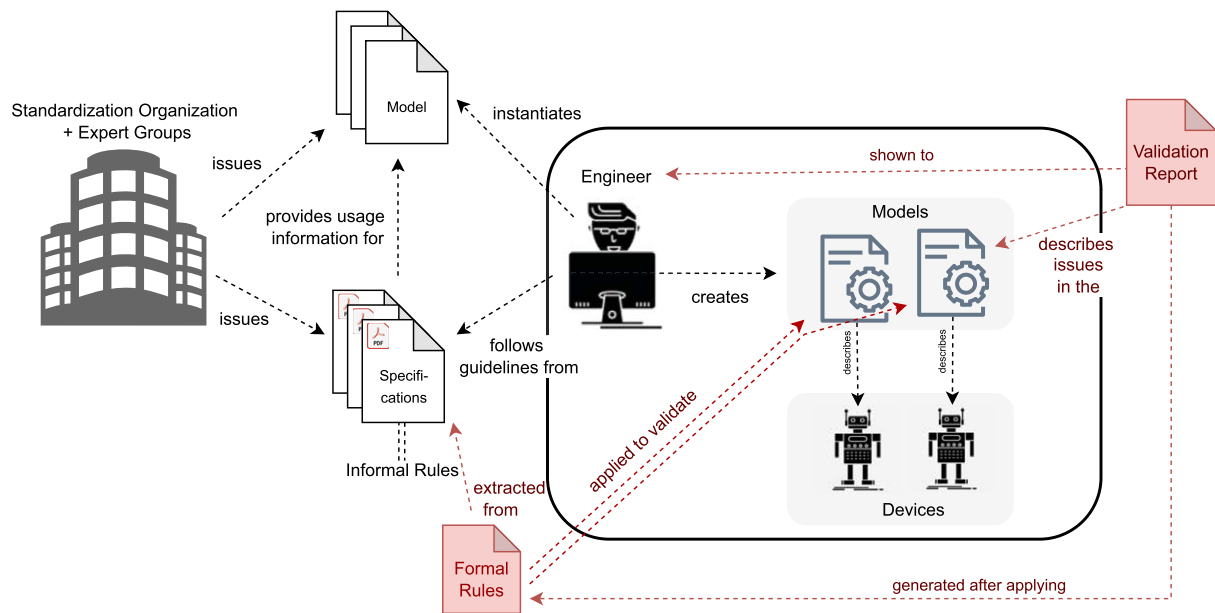 Standardization Organization
+ Expert Groups
issues
issues
Model
provides usage
information for
PDF
Specifi-
cations
Informal Rules
instantiates
follows
guidelines from
Engineer
creates
Models
describes
describes
Devices
shown to
Validation
Report
describes
issues
in the
applied to validate
extracted
from
Formal
Rules
generated after applying